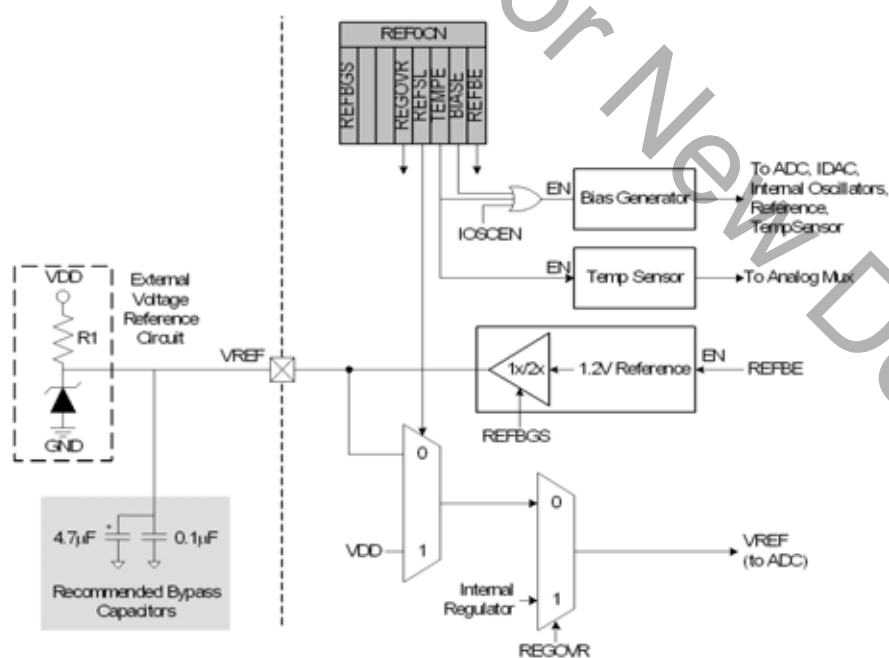 or New De
REF0CN
REFBGS
REGOVR
REFSL
TEMPE
BIASE
REFBE
EN
Bias Generator
To ADC, IDAC,
Internal Oscillators,
Reference,
TempSensor
IOSCEN
EN
Temp Sensor
To Analog Mux
VDD
R1
GND
External
Voltage
Reference
Circuit
VREF
1x/2x
1.2V Reference
EN
REFBE
REFBGS
0
VDD
1
0
Internal
Regulator
1
REGOVR
VREF
(to ADC)
4.7µF
+
0.1µF
Recommended Bypass
Capacitors